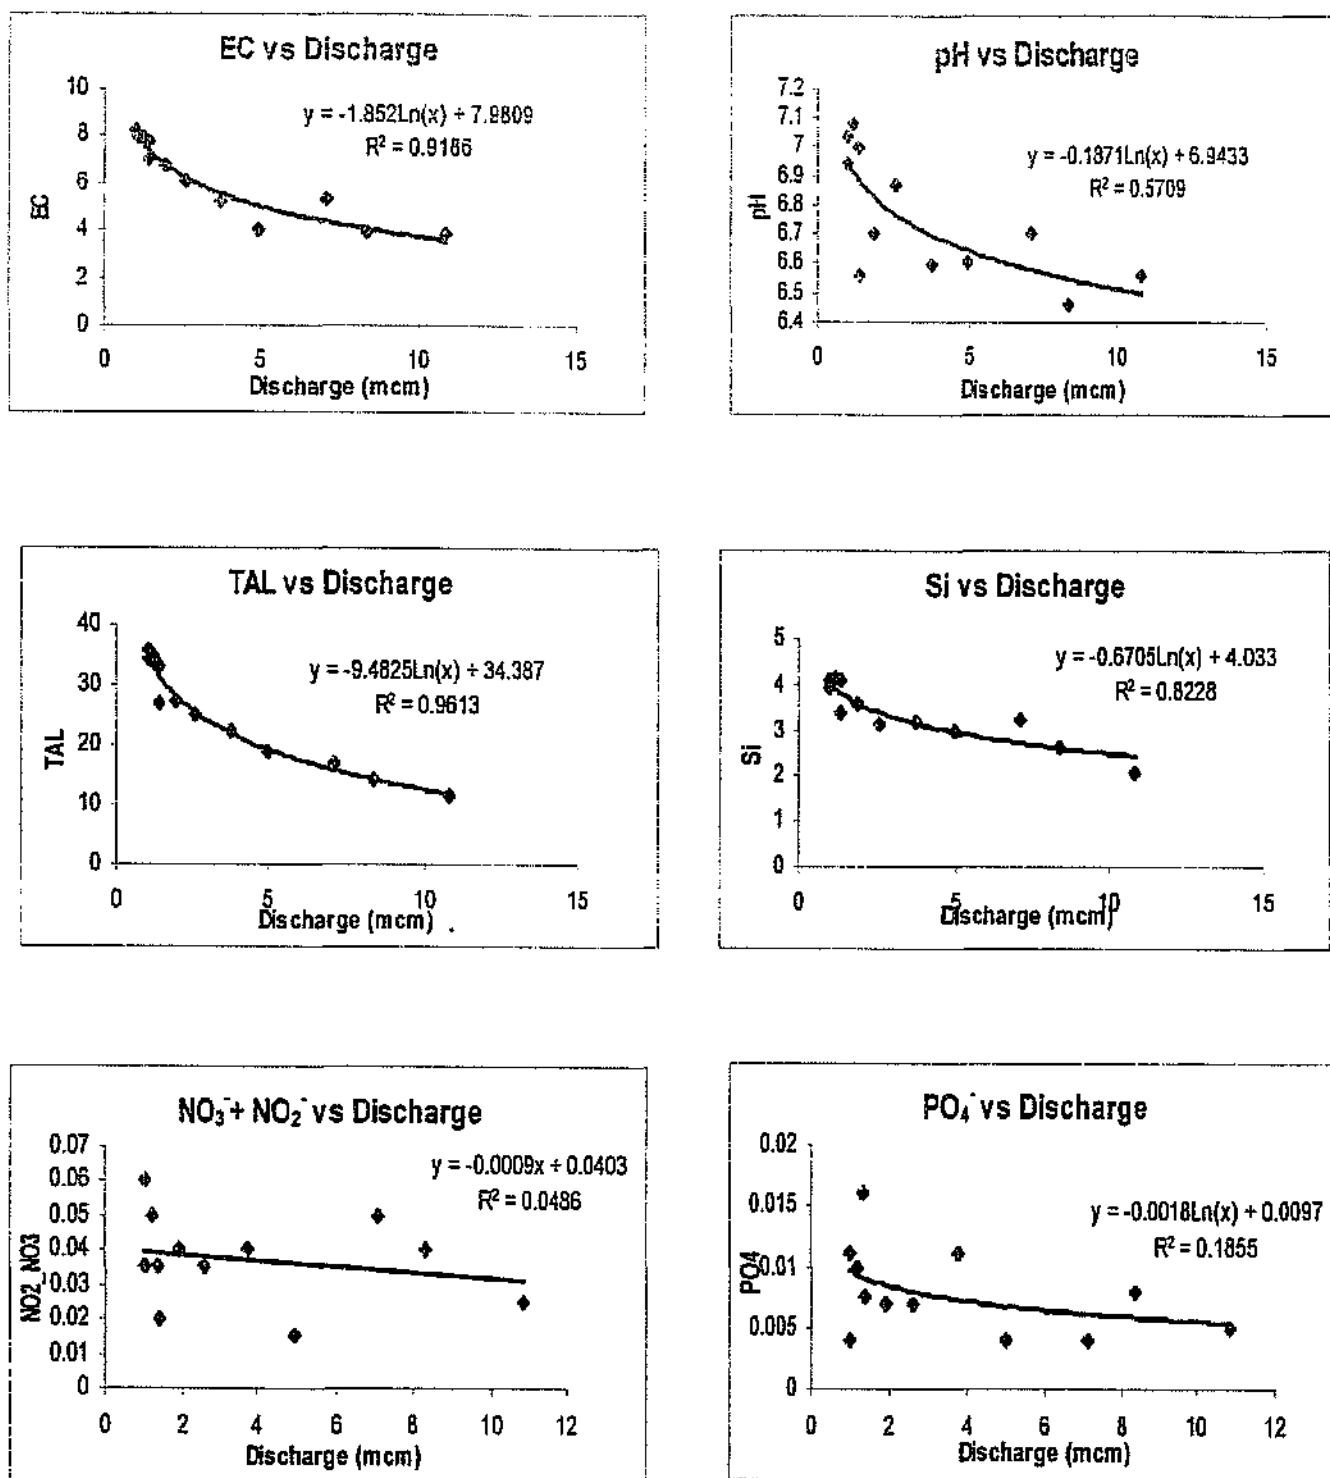 EC vs Discharge
10
8
6
4
2
0
EC
y = -1.852Ln(x) + 7.9809
R² = 0.9186
0 5 10 15
Discharge (mcm)
pH vs Discharge
7.2
7.1
7
6.9
6.8
6.7
6.6
6.5
6.4
pH
y = -0.1871Ln(x) + 6.9433
R² = 0.5709
0 5 10 15
Discharge (mcm)
TAL vs Discharge
40
30
20
10
0
TAL
y = -9.4825Ln(x) + 34.387
R² = 0.9613
0 5 10 15
Discharge (mcm)
Si vs Discharge
5
4
3
2
1
0
Si
y = -0.6705Ln(x) + 4.033
R² = 0.8228
0 5 10 15
Discharge (mcm)
NO₃⁻+ NO₂⁻ vs Discharge
0.07
0.06
0.05
0.04
0.03
0.02
0.01
0
NO2_NO3
y = -0.0009x + 0.0403
R² = 0.0486
0 2 4 6 8 10 12
Discharge (mcm)
PO₄⁻ vs Discharge
0.02
0.015
0.01
0.005
0
PO4
y = -0.0018Ln(x) + 0.0097
R² = 0.1855
0 2 4 6 8 10 12
Discharge (mcm)